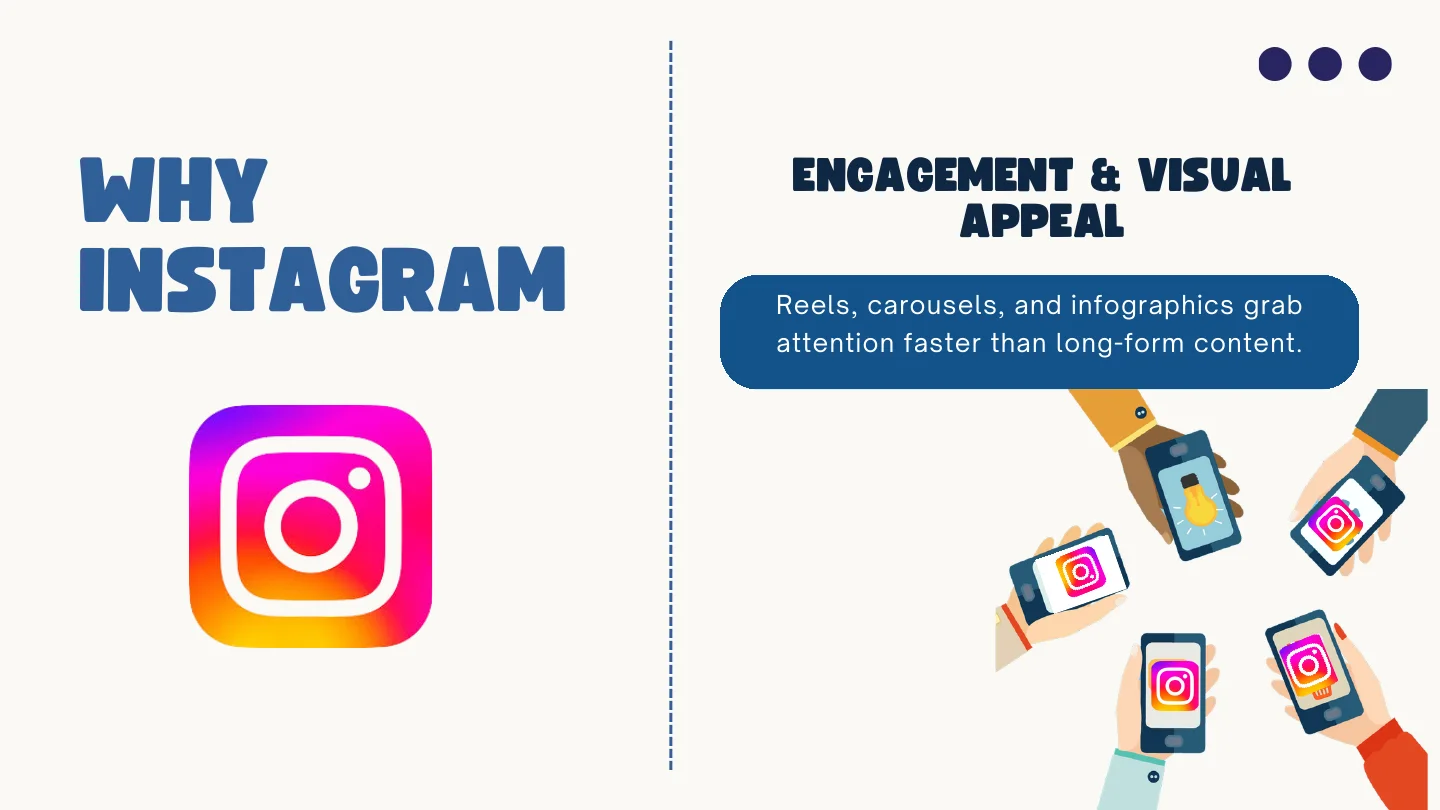 WHY
INSTAGRAM
ENGAGEMENT & VISUAL
APPEAL
Reels, carousels, and infographics grab
attention faster than long-form content.